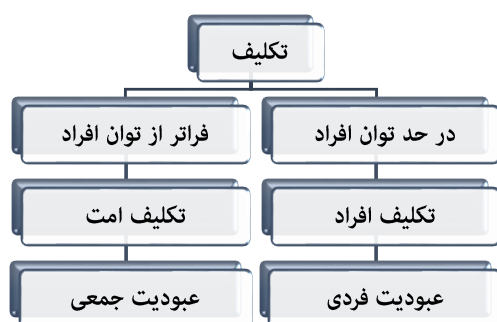 تکلیف
در حد توان افراد
فراتر از توان افراد
تکلیف افراد
تکلیف امت
عبودیت فردی
عبودیت جمعی